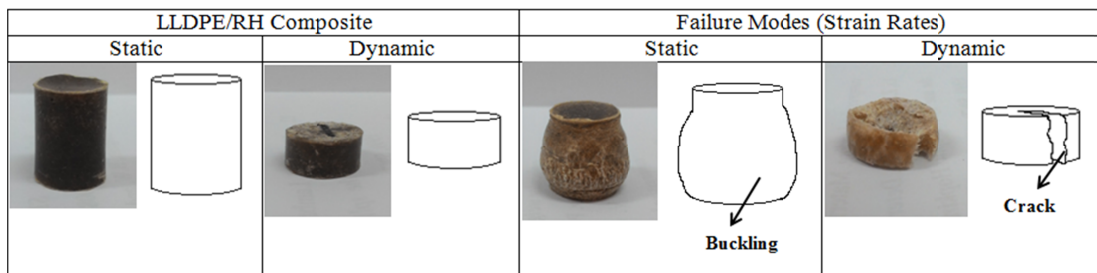 LLDPE/RH Composite
Failure Modes (Strain Rates)
Static
Dynamic
Static
Dynamic
Buckling
Crack